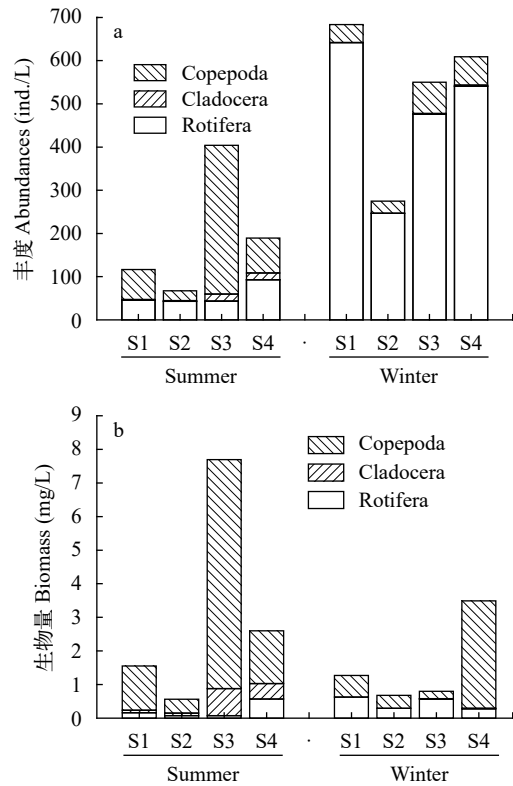 a
700
600
500
400
300
200
100
0
丰度 Abundances (ind./L)
Copepoda
Cladocera
Rotifera
S1 S2 S3 S4 · S1 S2 S3 S4
Summer Winter
b
9
8
7
6
5
4
3
2
1
0
生物量 Biomass (mg/L)
Copepoda
Cladocera
Rotifera
S1 S2 S3 S4 · S1 S2 S3 S4
Summer Winter